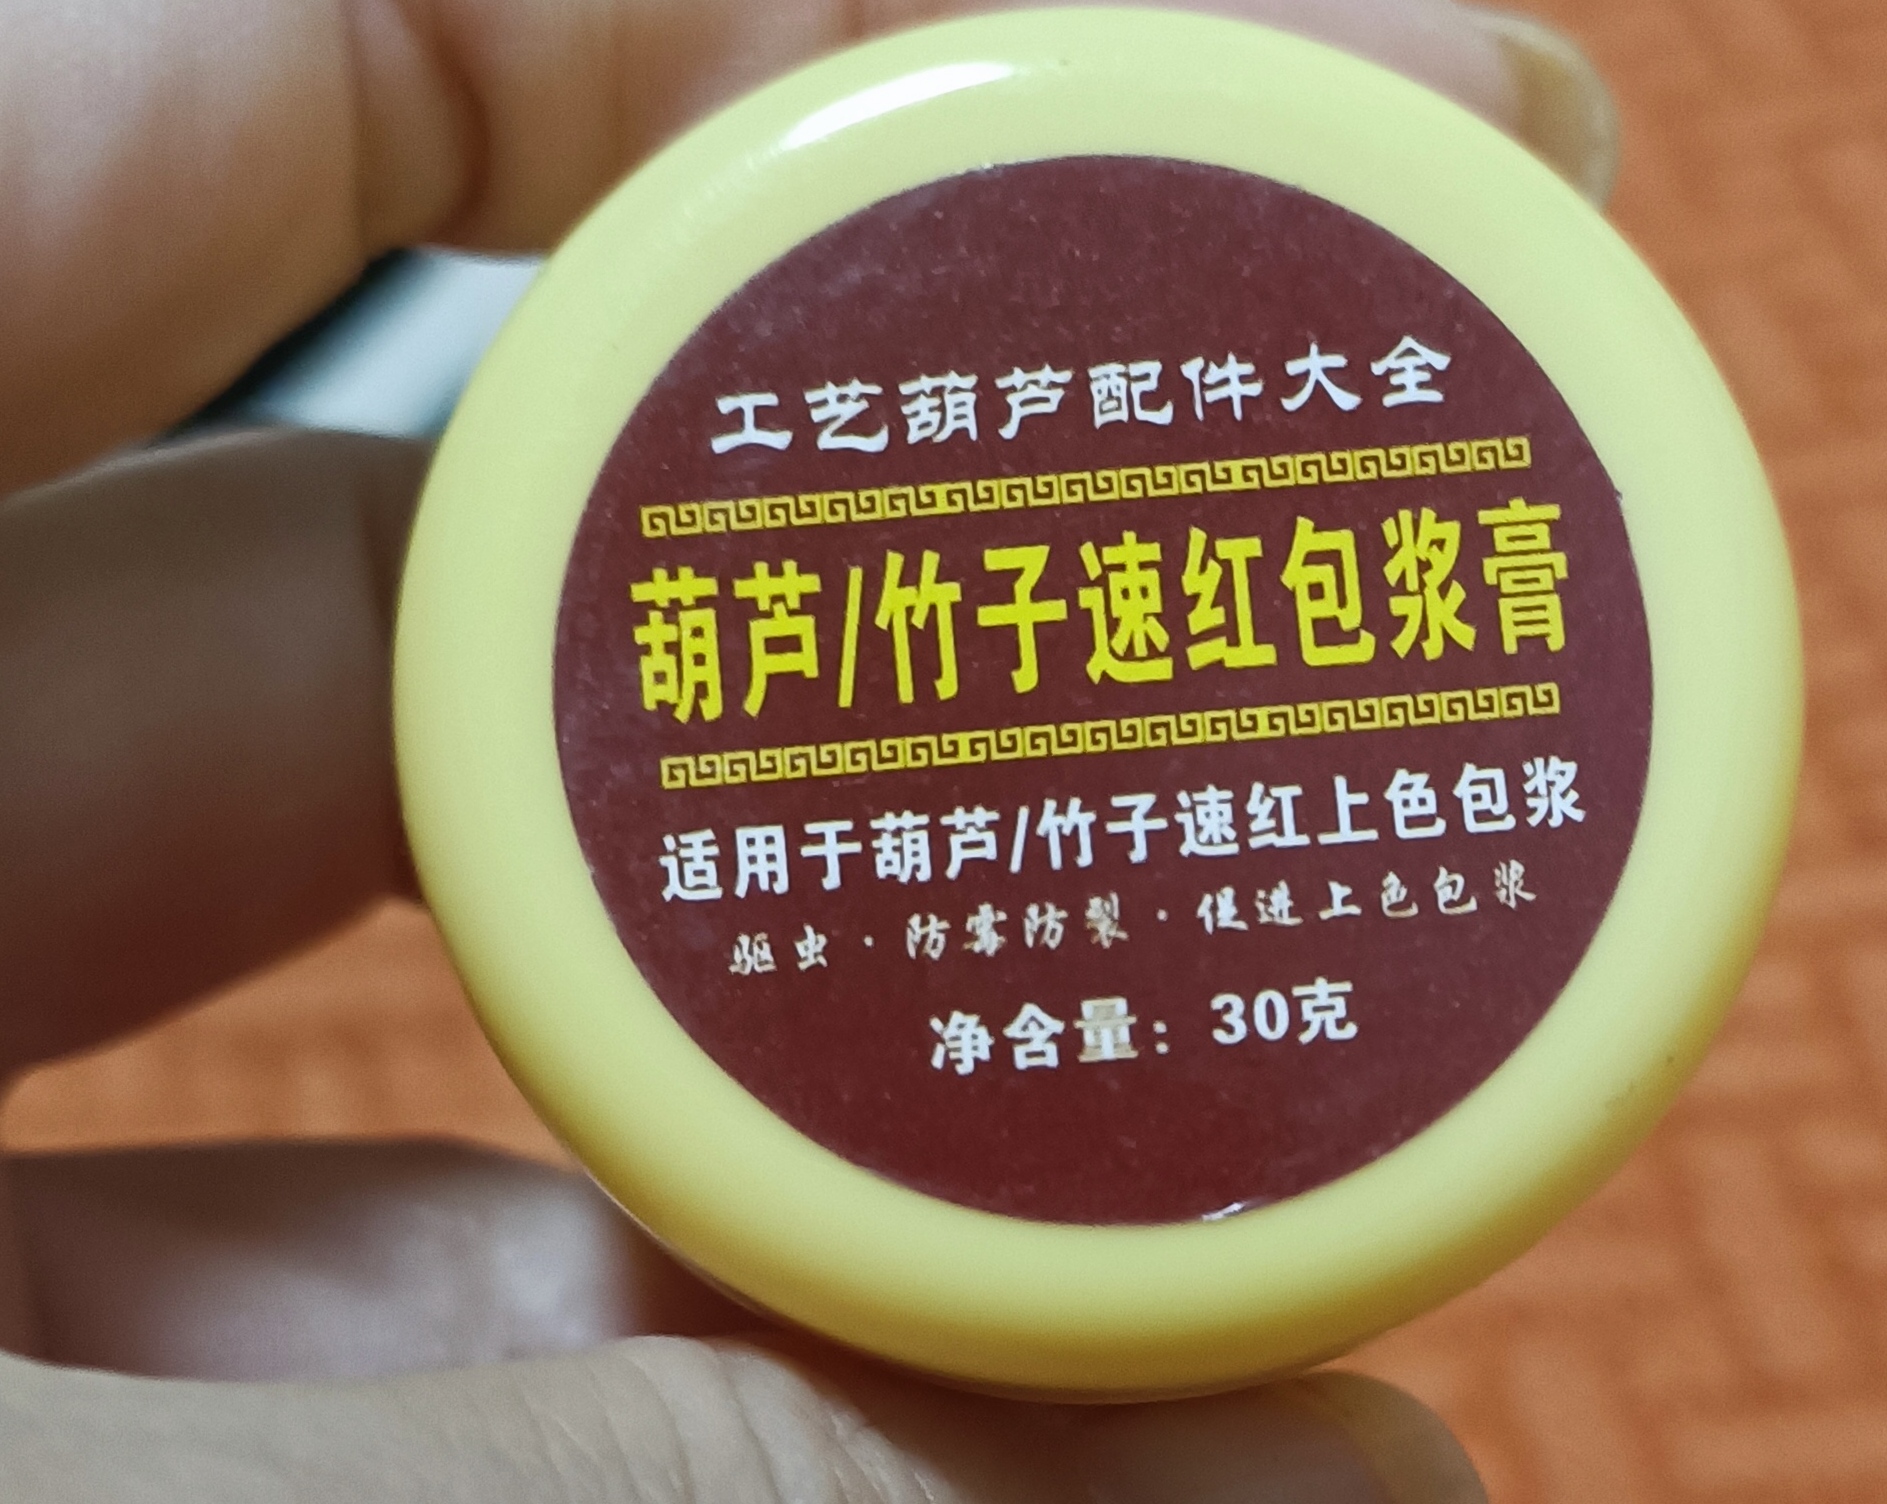 工艺葫芦配件大全
葫芦/竹子速红包浆膏
适用于葫芦/竹子速红上色包浆
驱虫·防霉防裂·促进上色包浆
净含量：30克